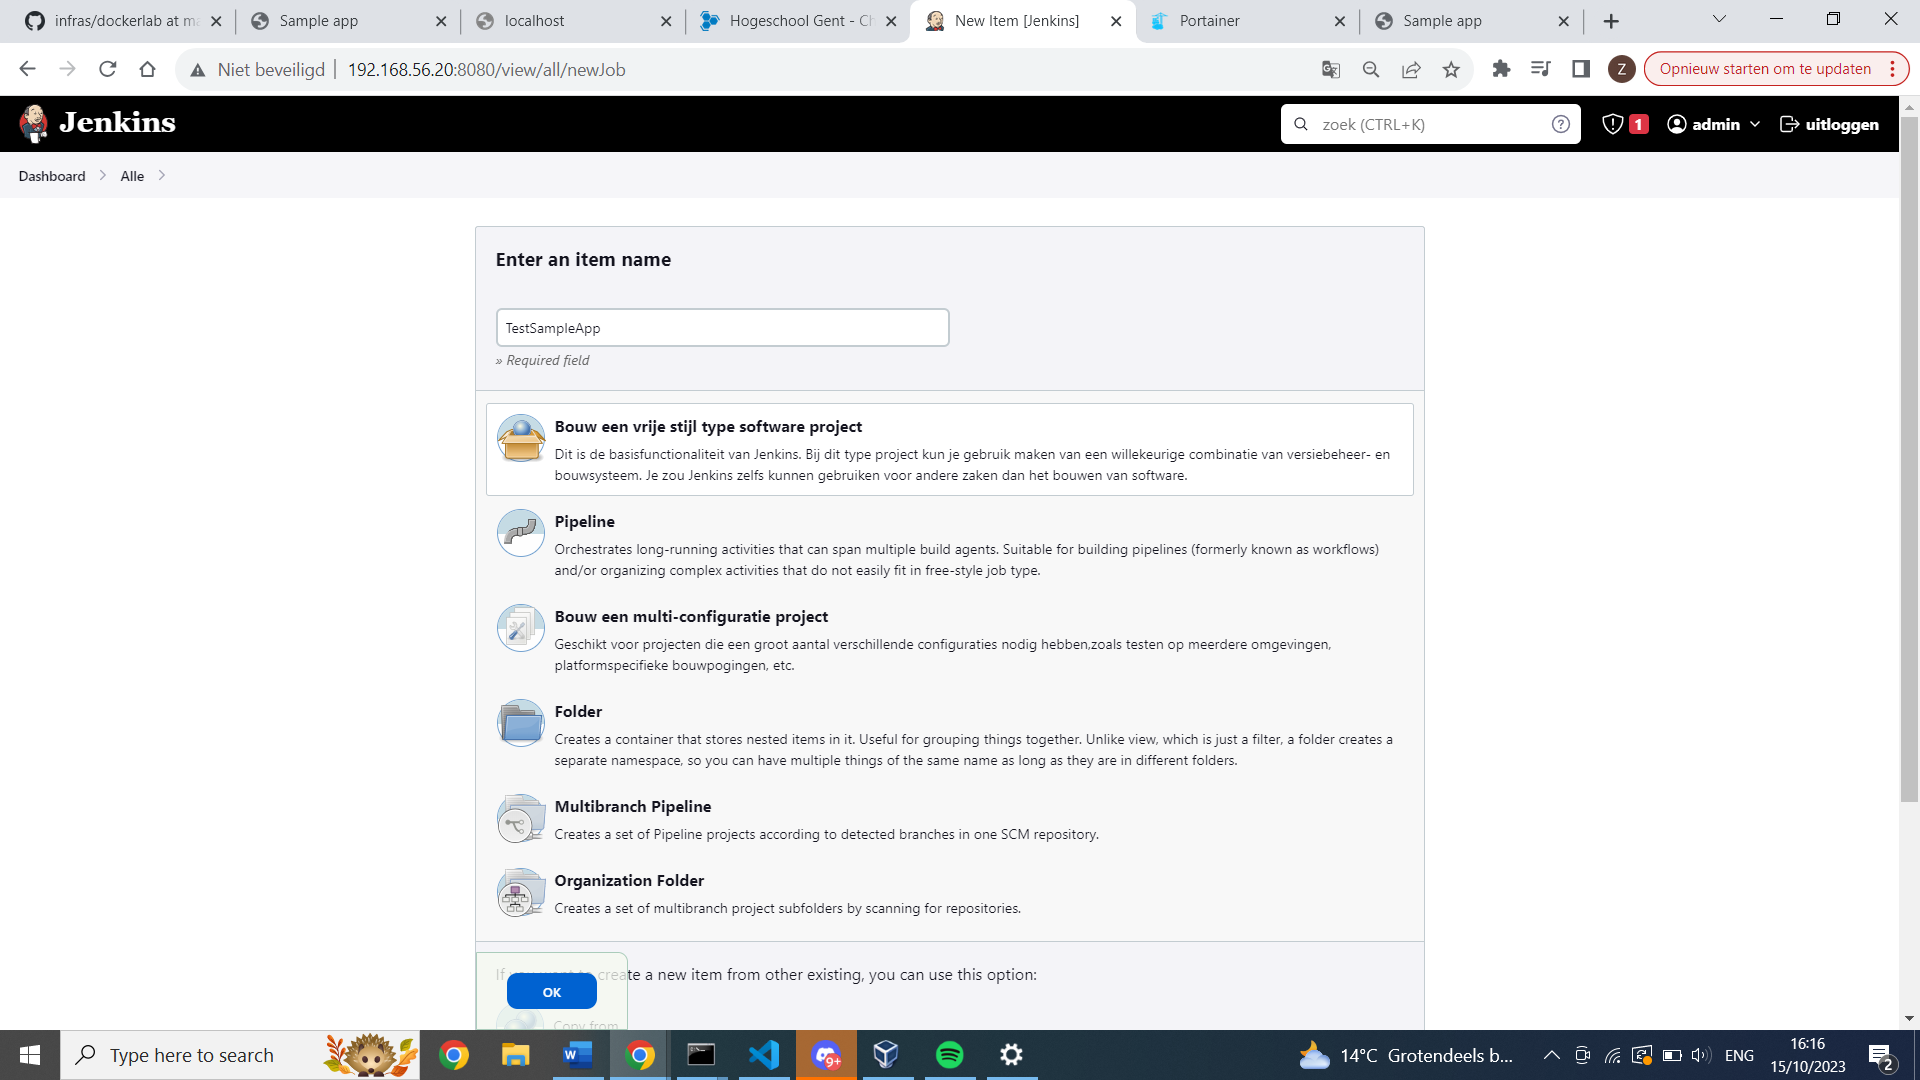 infras/dockerlab at ma
Sample app
localhost
Hogeschool Gent - Ch
New Item [Jenkins]
Portainer
Sample app
Niet beveiligd
192.168.56.20:8080/view/all/newJob
Z
Opnieuw starten om te updaten
Jenkins
zoek (CTRL+K)
1
admin
uitloggen
Dashboard
Alle
Enter an item name
TestSampleApp
» Required field
Bouw een vrije stijl type software project
Dit is de basisfunctionaliteit van Jenkins. Bij dit type project kun je gebruik maken van een willekeurige combinatie van versiebeheer- en
bouwsysteem. Je zou Jenkins zelfs kunnen gebruiken voor andere zaken dan het bouwen van software.
Pipeline
Orchestrates long-running activities that can span multiple build agents. Suitable for building pipelines (formerly known as workflows)
and/or organizing complex activities that do not easily fit in free-style job type.
Bouw een multi-configuratie project
Geschikt voor projecten die een groot aantal verschillende configuraties nodig hebben,zoals testen op meerdere omgevingen,
platformspecifieke bouwpogingen, etc.
Folder
Creates a container that stores nested items in it. Useful for grouping things together. Unlike view, which is just a filter, a folder creates a
separate namespace, so you can have multiple things of the same name as long as they are in different folders.
Multibranch Pipeline
Creates a set of Pipeline projects according to detected branches in one SCM repository.
Organization Folder
Creates a set of multibranch project subfolders by scanning for repositories.
If you want to create a new item from other existing, you can use this option:
OK
Copy from
Type here to search
9+
14°C Grotendeels b...
ENG
16:16
15/10/2023
2